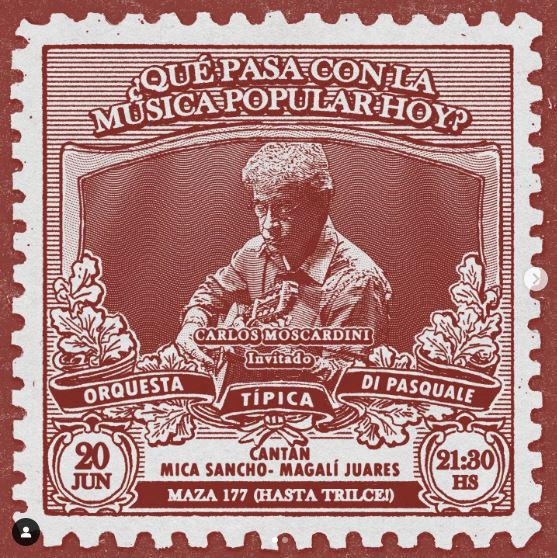 ¿QUÉ PASA CON LA
MÚSICA POPULAR HOY?
CARLOS MOSCARDINI
Invitado
ORQUESTA TÍPICA DI PASQUALE
20 JUN
CANTAN
MICA SANCHO- MAGALÍ JUARES
21:30 HS
MAZA 177 (HASTA TRILCE!)